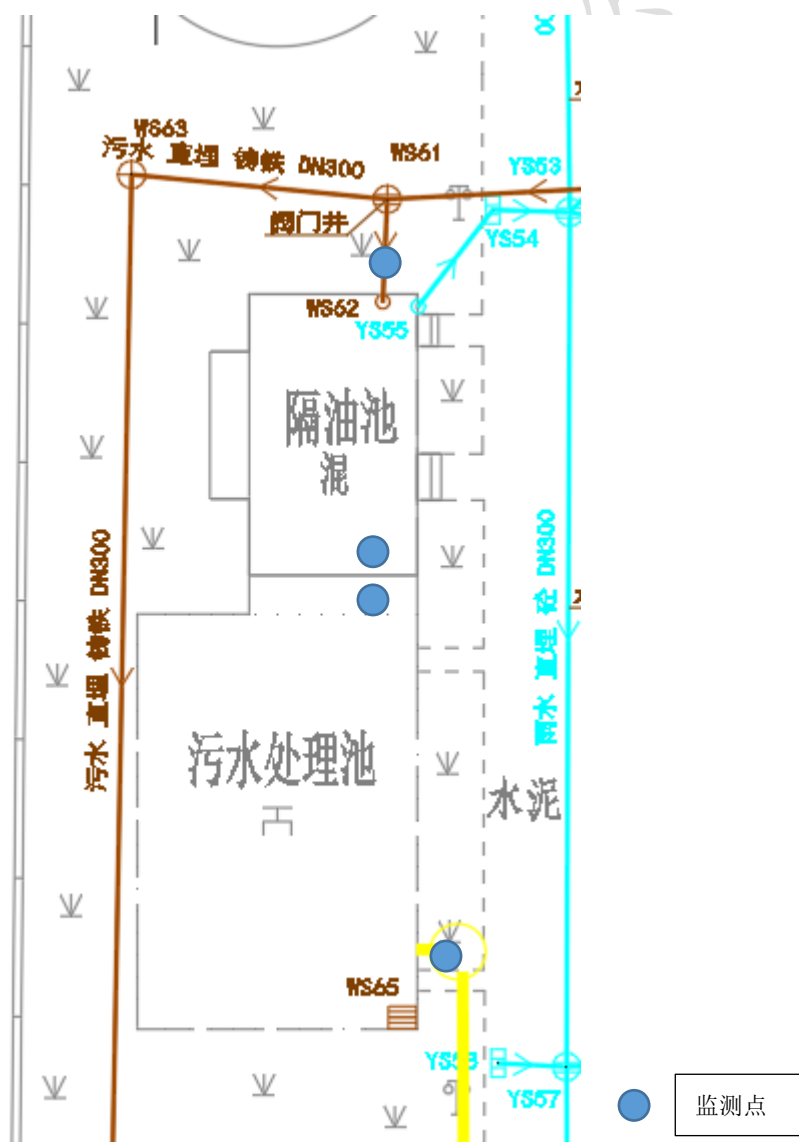 WS63
污水 直埋 铸铁 DN300
WS61
YS53
阀门井
YS54
WS62
YS55
隔油池
混
污水 直埋 铸铁 DN300
雨水 直埋 砼 DN300
污水处理池
水泥
WS65
YS57
监测点